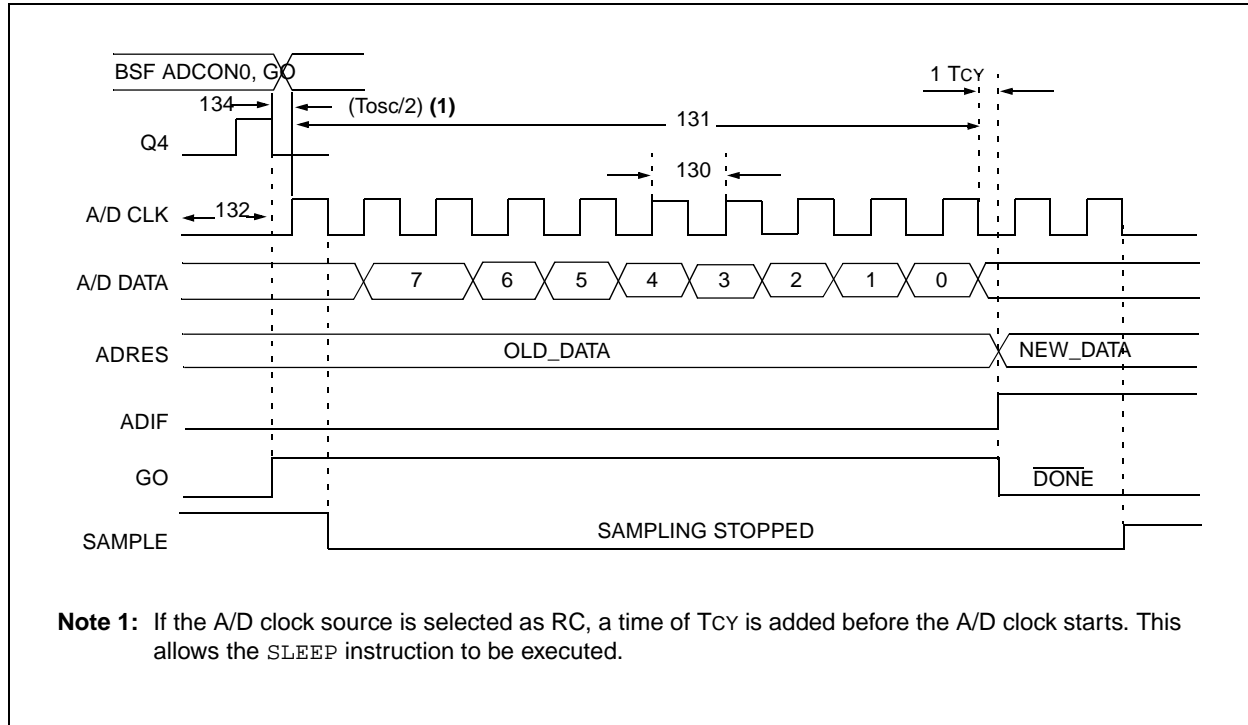 BSF ADCON0, GO
1 TCY
134
(Tosc/2) (1)
131
Q4
130
A/D CLK
132
A/D DATA
7 6 5 4 3 2 1 0
ADRES
OLD_DATA
NEW_DATA
ADIF
GO
DONE
SAMPLE
SAMPLING STOPPED
Note 1: If the A/D clock source is selected as RC, a time of TCY is added before the A/D clock starts. This
allows the SLEEP instruction to be executed.